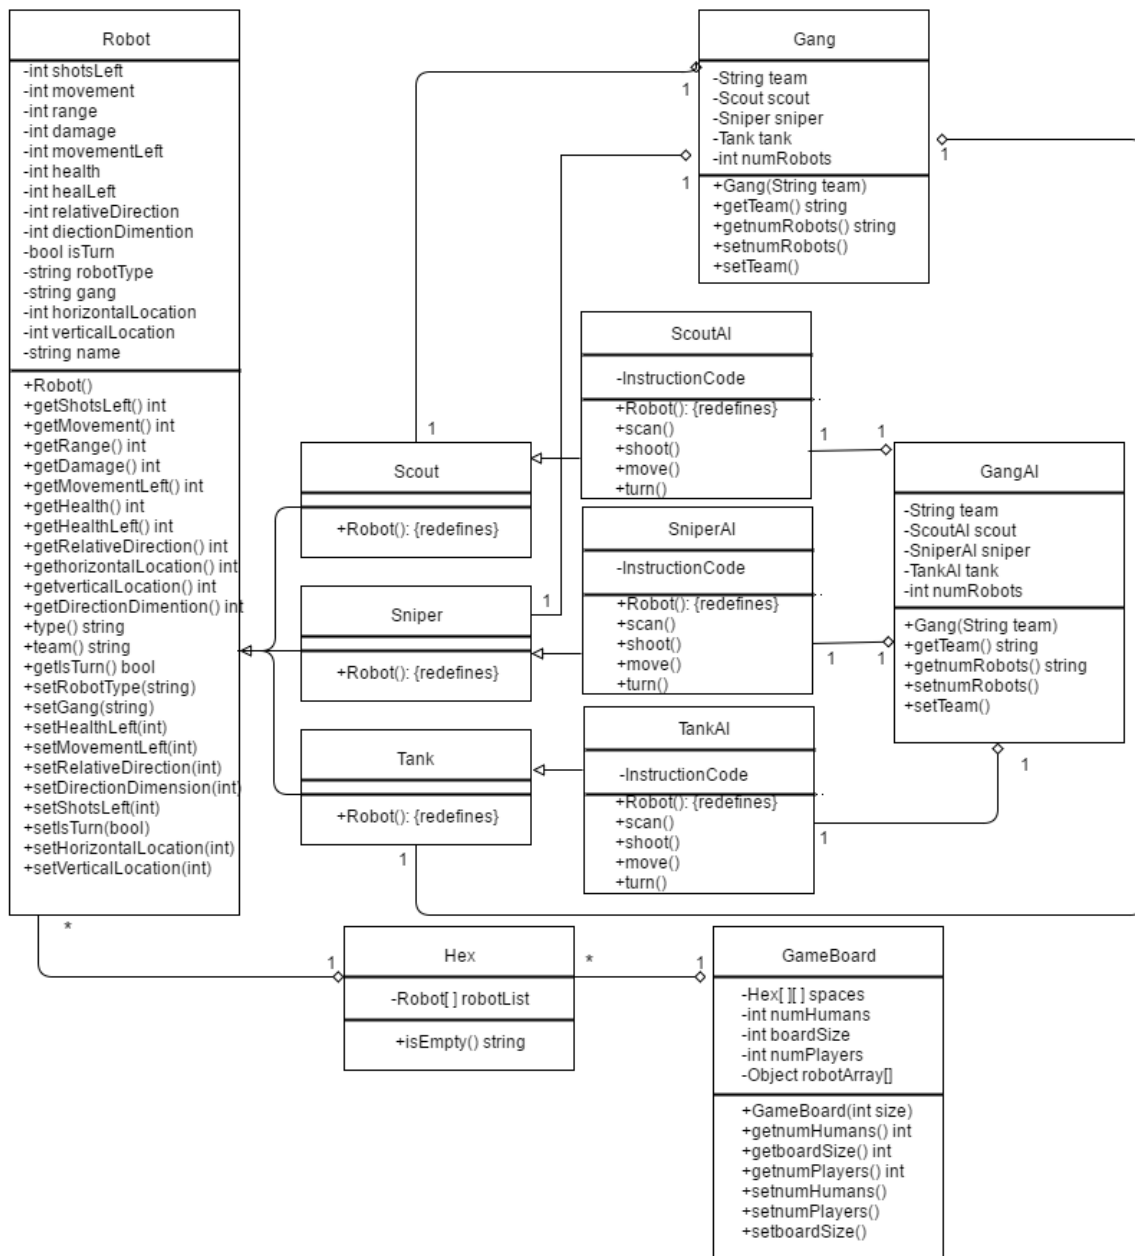 Robot
-int shotsLeft
-int movement
-int range
-int damage
-int movementLeft
-int health
-int healLeft
-int relativeDirection
-int diectionDimention
-bool isTurn
-string robotType
-string gang
-int horizontalLocation
-int verticalLocation
-string name
+Robot()
+getShotsLeft() int
+getMovement() int
+getRange() int
+getDamage() int
+getMovementLeft() int
+getHealth() int
+getHealthLeft() int
+getRelativeDirection() int
+gethorizontalLocation() int
+getverticalLocation() int
+getDirectionDimention() int
+type() string
+team() string
+getIsTurn() bool
+setRobotType(string)
+setGang(string)
+setHealthLeft(int)
+setMovementLeft(int)
+setRelativeDirection(int)
+setDirectionDimension(int)
+setShotsLeft(int)
+setIsTurn(bool)
+setHorizontalLocation(int)
+setVerticalLocation(int)
*
Gang
-String team
-Scout scout
-Sniper sniper
-Tank tank
-int numRobots
+Gang(String team)
+getTeam() string
+getnumRobots() string
+setnumRobots()
+setTeam()
1
1
1
ScoutAI
-InstructionCode
+Robot(): {redefines}
+scan()
+shoot()
+move()
+turn()
1
1
1
Scout
+Robot(): {redefines}
SniperAI
-InstructionCode
+Robot(): {redefines}
+scan()
+shoot()
+move()
+turn()
1
1
GangAI
-String team
-ScoutAI scout
-SniperAI sniper
-TankAI tank
-int numRobots
+Gang(String team)
+getTeam() string
+getnumRobots() string
+setnumRobots()
+setTeam()
1
1
Sniper
+Robot(): {redefines}
TankAI
-InstructionCode
+Robot(): {redefines}
+scan()
+shoot()
+move()
+turn()
1
Tank
+Robot(): {redefines}
1
1
Hex
-Robot[ ] robotList
+isEmpty() string
*
1
GameBoard
-Hex[ ][ ] spaces
-int numHumans
-int boardSize
-int numPlayers
-Object robotArray[]
+GameBoard(int size)
+getnumHumans() int
+getboardSize() int
+getnumPlayers() int
+setnumHumans()
+setnumPlayers()
+setboardSize()